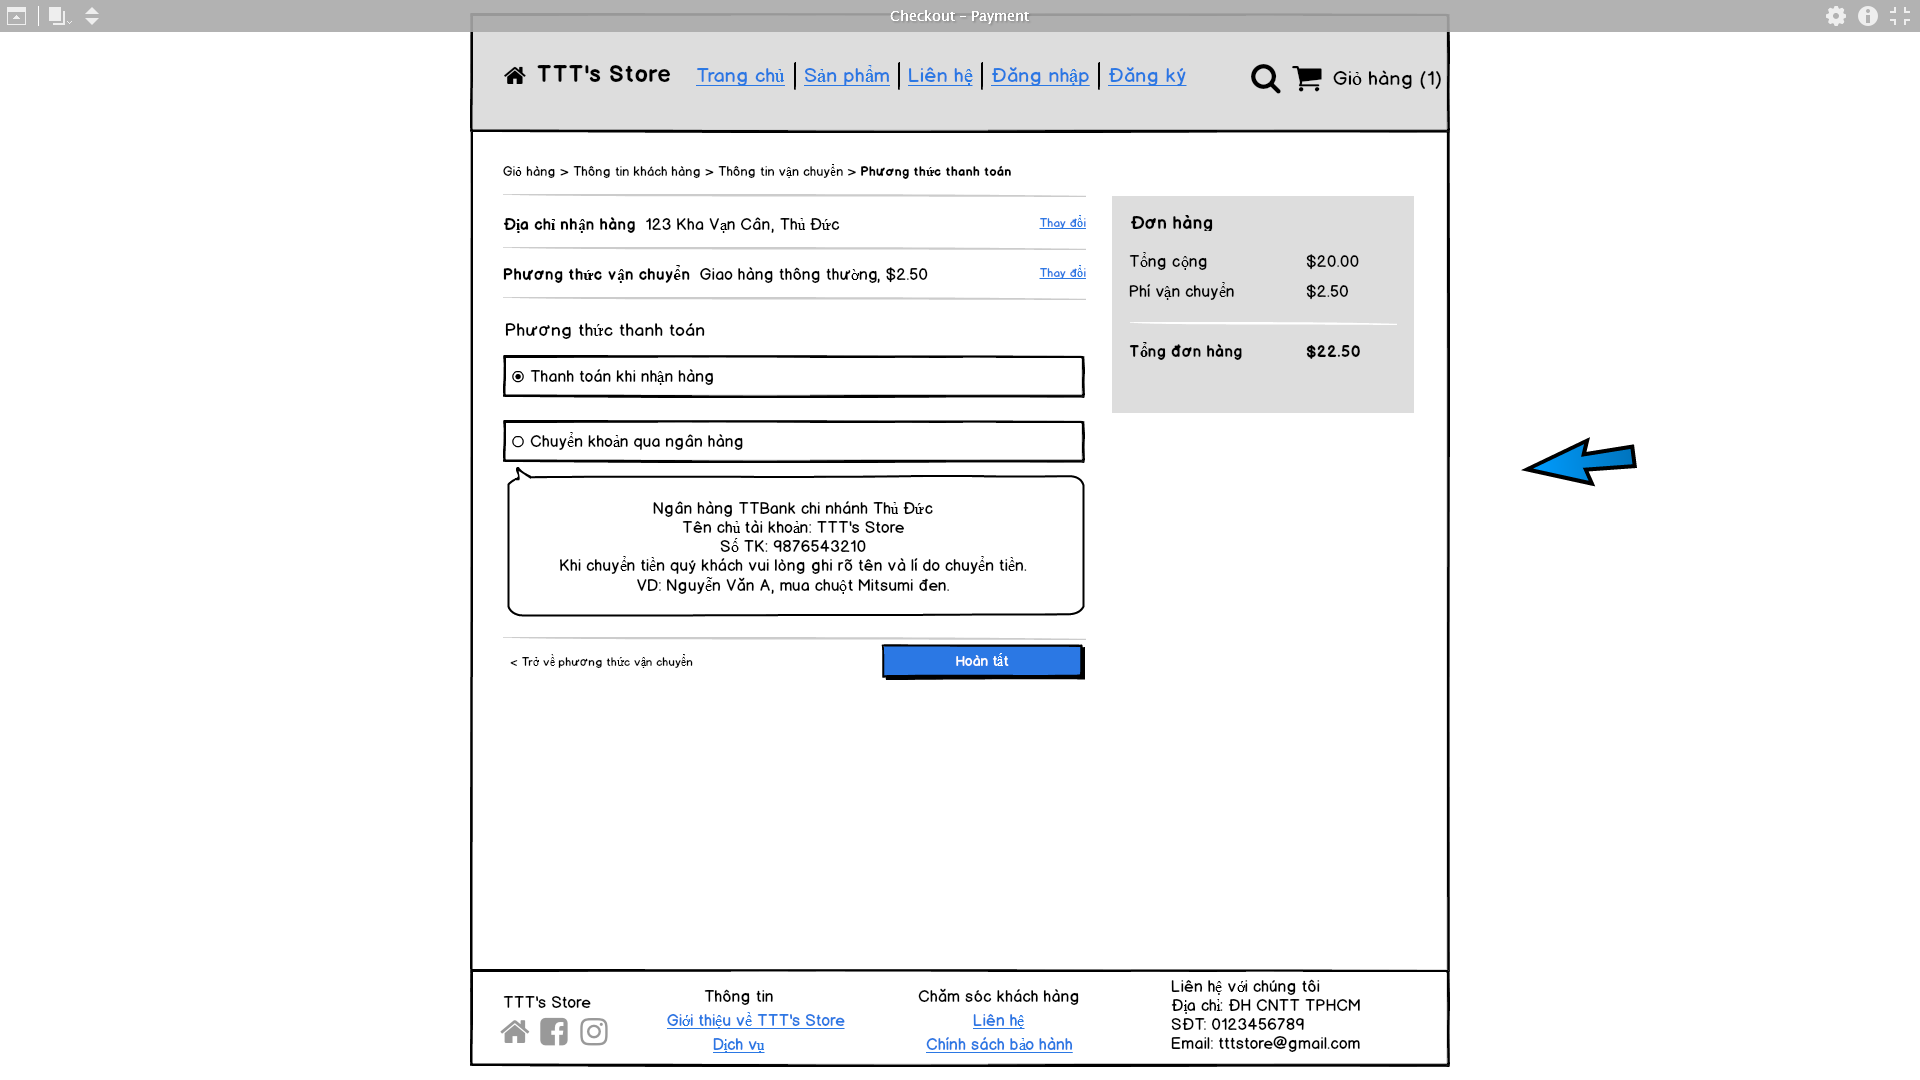 Checkout - Payment
TTT's Store
Trang chủ
Sản phẩm
Liên hệ
Đăng nhập
Đăng ký
Giỏ hàng (1)
Giỏ hàng > Thông tin khách hàng > Thông tin vận chuyển > Phương thức thanh toán
Địa chỉ nhận hàng 123 Kha Vạn Cân, Thủ Đức
Thay đổi
Phương thức vận chuyển Giao hàng thông thường, $2.50
Thay đổi
Phương thức thanh toán
Thanh toán khi nhận hàng
Chuyển khoản qua ngân hàng
Ngân hàng TTBank chi nhánh Thủ Đức
Tên chủ tài khoản: TTT's Store
Số TK: 9876543210
Khi chuyển tiền quý khách vui lòng ghi rõ tên và lí do chuyển tiền.
VD: Nguyễn Văn A, mua chuột Mitsumi đen.
< Trở về phương thức vận chuyển
Hoàn tất
Đơn hàng
Tổng cộng $20.00
Phí vận chuyển $2.50
Tổng đơn hàng $22.50
TTT's Store
Thông tin
Giới thiệu về TTT's Store
Dịch vụ
Chăm sóc khách hàng
Liên hệ
Chính sách bảo hành
Liên hệ với chúng tôi
Địa chỉ: ĐH CNTT TPHCM
SĐT: 0123456789
Email: tttstore@gmail.com